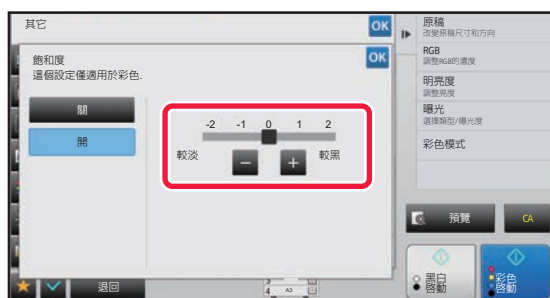 其它
OK
飽和度
這個設定僅適用於彩色.
OK
關
開
-2 -1 0 1 2
較淡
較黑
退回
3
4 A3
原稿
改變原稿尺寸和方向
RGB
調整RGB的濃度
明亮度
調整亮度
曝光
選擇類型/曝光度
彩色模式
預覽
CA
黑白
啟動
彩色
啟動